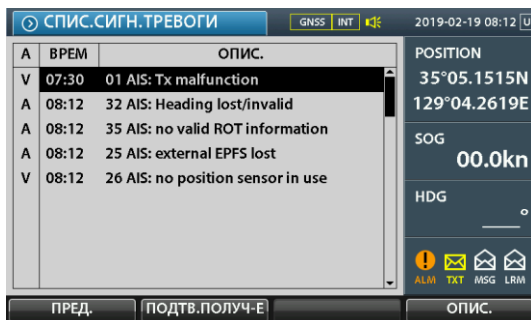 СПИС.СИГН.ТРЕВОГИ GNSS INT 2019-02-19 08:12 U
A ВРЕМ ОПИС.
V 07:30 01 AIS: Tx malfunction
A 08:12 32 AIS: Heading lost/invalid
A 08:12 35 AIS: no valid ROT information
A 08:12 25 AIS: external EPFS lost
V 08:12 26 AIS: no position sensor in use
POSITION
35°05.1515N
129°04.2619E
SOG
00.0kn
HDG
___°
ALM TXT MSG LRM
ПРЕД. ПОДТВ.ПОЛУЧ-Е ОПИС.